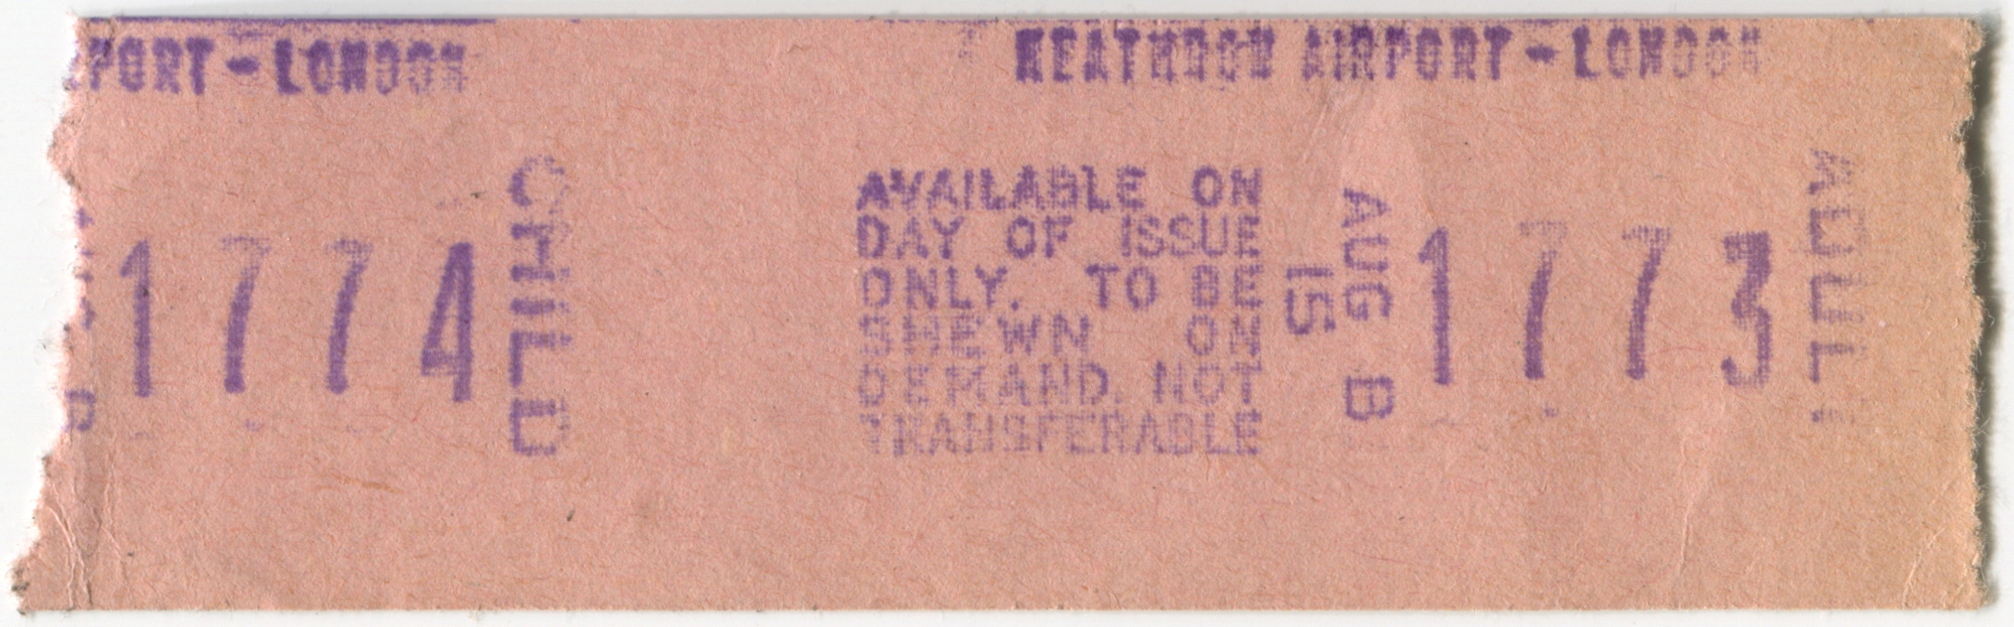 PORT - LONDON
1774
CHILD
HEATHROW AIRPORT - LONDON
AVAILABLE ON
DAY OF ISSUE
ONLY. TO BE
SHEWN ON
DEMAND. NOT
TRANSFERABLE
15
AUG B
1773
ADULT